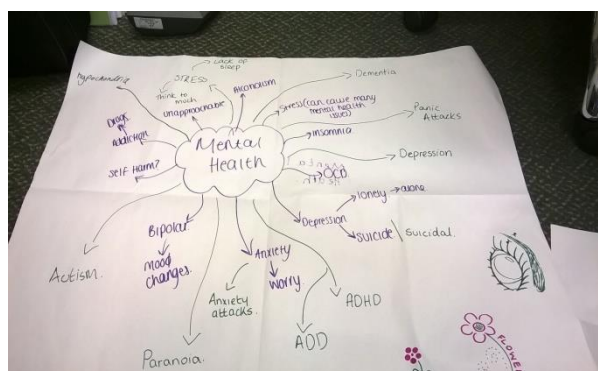 Lack of
sleep
Hypochondria
STRESS
Think to
much
Alcoholism
Dementia
unapproachable
Stress (can cause many
mental health
issues)
Panic
Attacks
Drugs
Addiction
insomnia
Mental
Health
Depression
Self Harm?
OCD
Depression
lonely
alone
suicide \ suicidal.
Bipolar
mood
changes.
Anxiety
worry.
Autism.
Anxiety
attacks.
ADHD
ADD
Paranoia.
FLOWER